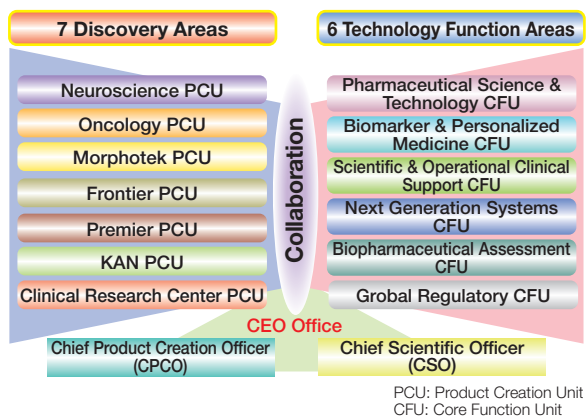 7 Discovery Areas
Neuroscience PCU
Oncology PCU
Morphotek PCU
Frontier PCU
Premier PCU
KAN PCU
Clinical Research Center PCU
Collaboration
6 Technology Function Areas
Pharmaceutical Science &
Technology CFU
Biomarker & Personalized
Medicine CFU
Scientific & Operational Clinical
Support CFU
Next Generation Systems
CFU
Biopharmaceutical Assessment
CFU
Grobal Regulatory CFU
CEO Office
Chief Product Creation Officer
(CPCO)
Chief Scientific Officer
(CSO)
PCU: Product Creation Unit
CFU: Core Function Unit